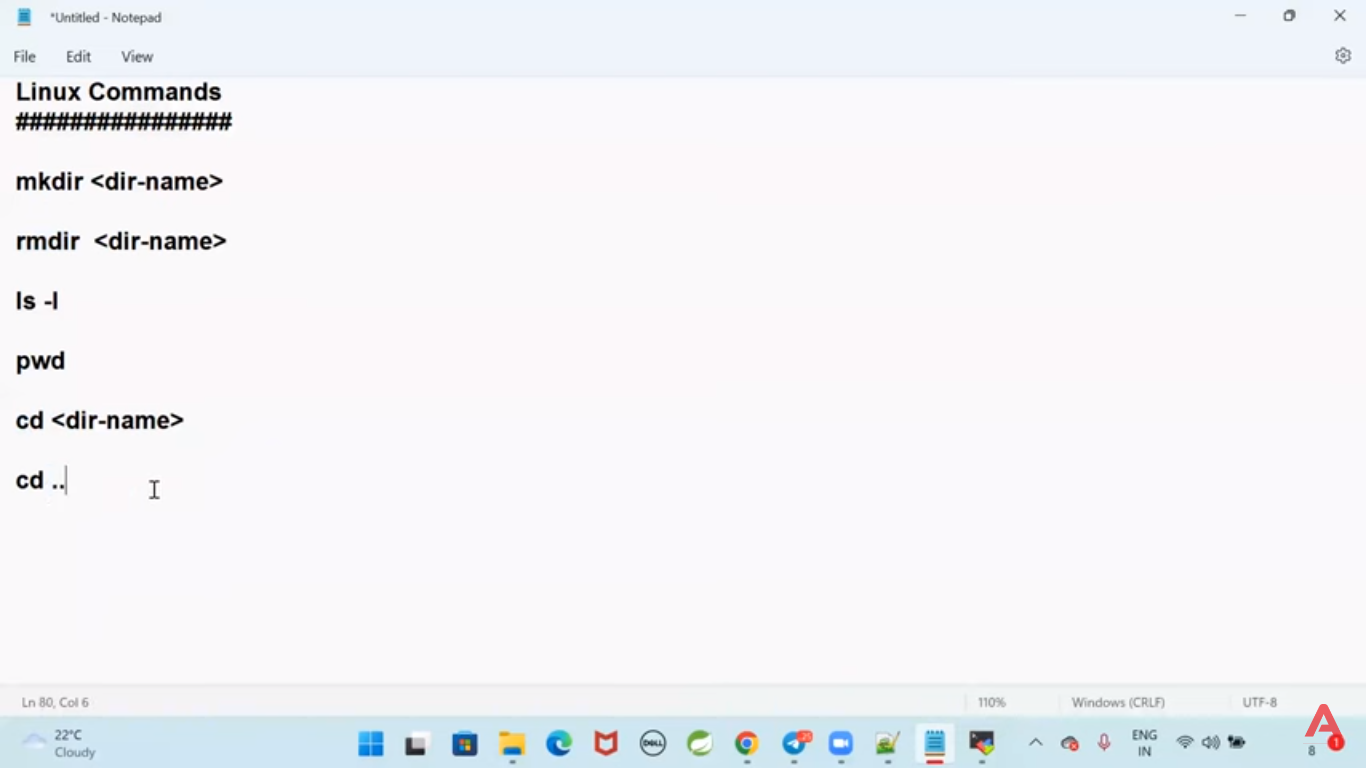 *Untitled - Notepad
File Edit View
Linux Commands
################
mkdir <dir-name>
rmdir  <dir-name>
ls -l
pwd
cd <dir-name>
cd ..
Ln 80, Col 6
110%
Windows (CRLF)
UTF-8
22°C
Cloudy
DELL
ENG
IN
8
1